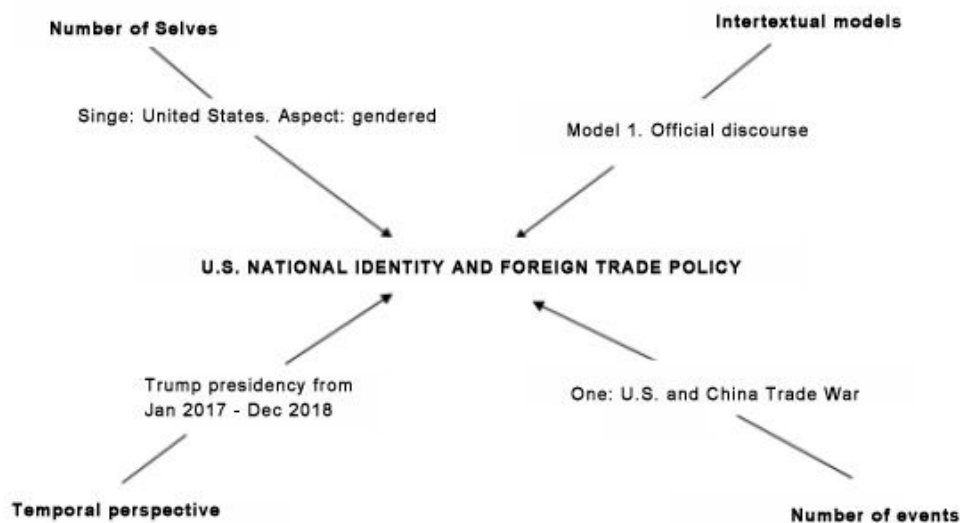 Number of Selves
Intertextual models
Singe: United States. Aspect: gendered
Model 1. Official discourse
U.S. NATIONAL IDENTITY AND FOREIGN TRADE POLICY
Trump presidency from
Jan 2017 - Dec 2018
One: U.S. and China Trade War
Temporal perspective
Number of events